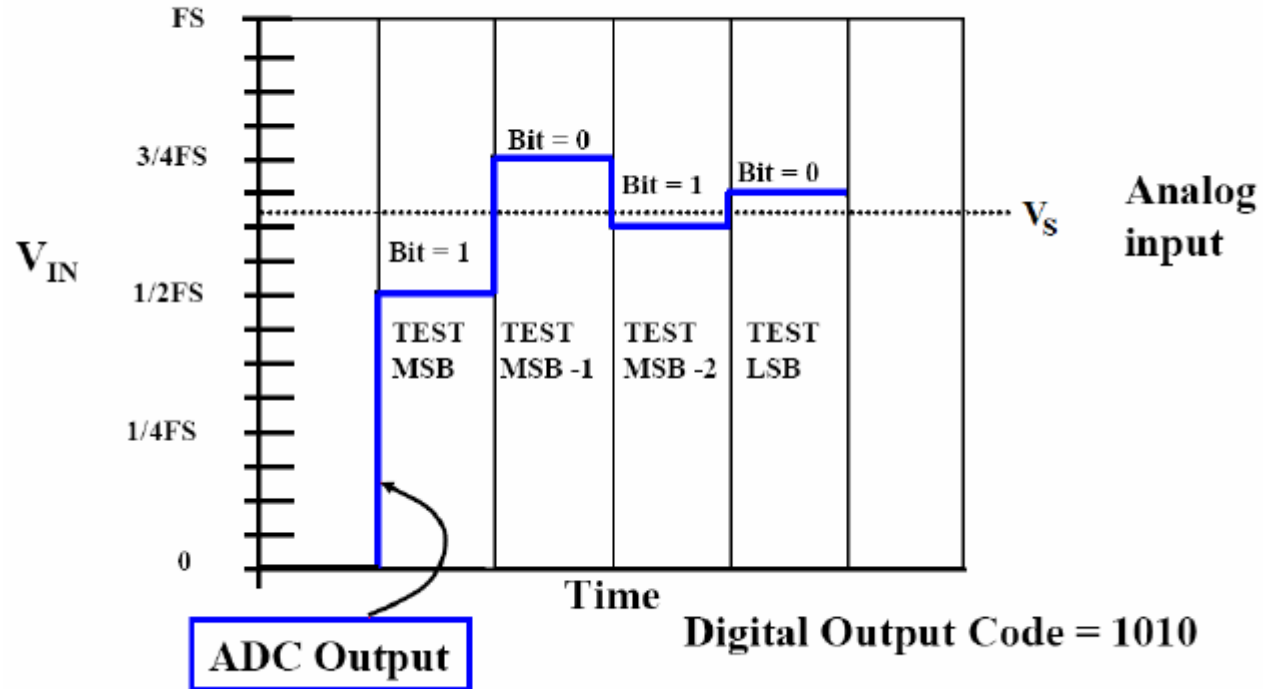 FS
3/4FS
1/2FS
1/4FS
0
V_IN
Bit = 1
Bit = 0
Bit = 1
Bit = 0
TEST
MSB
TEST
MSB -1
TEST
MSB -2
TEST
LSB
V_S
Analog
input
Time
ADC Output
Digital Output Code = 1010